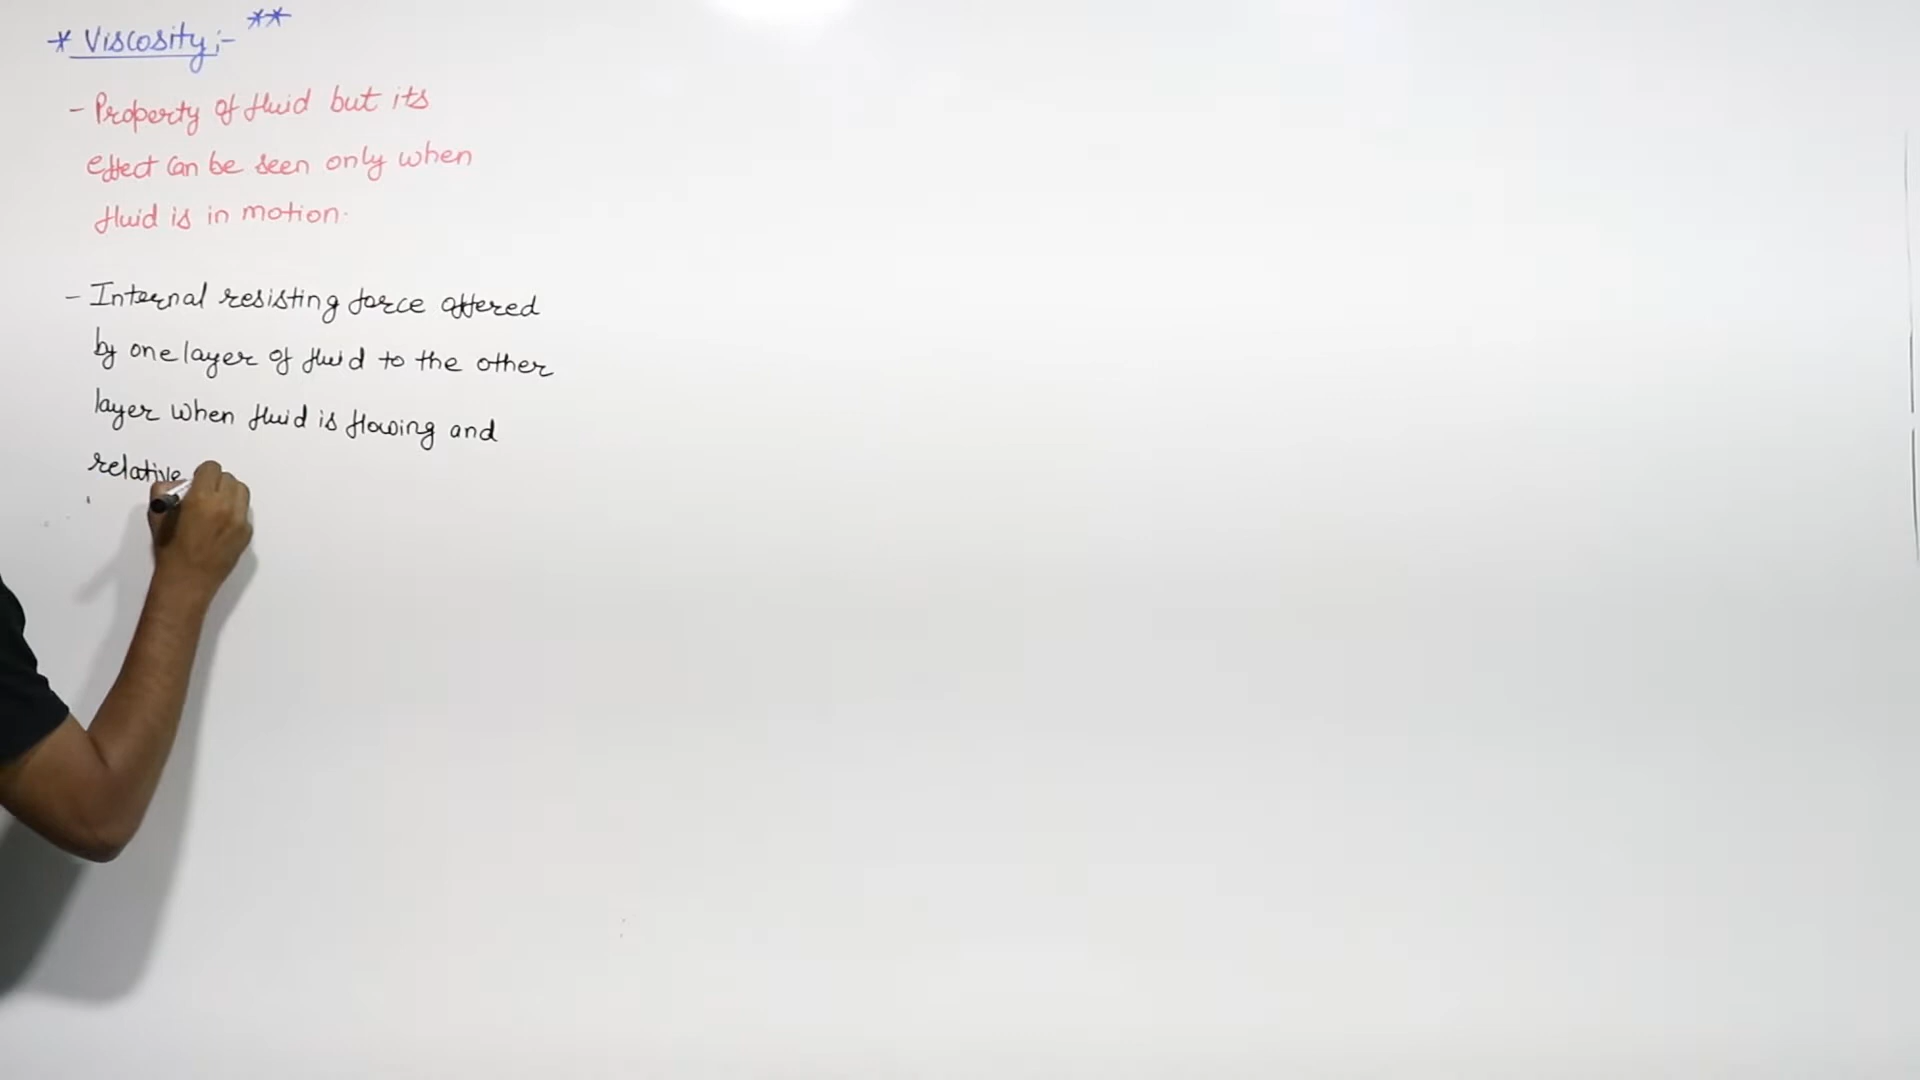 * Viscosity:- **
- Property of fluid but its
effect can be seen only when
fluid is in motion.
- Internal resisting force offered
by one layer of fluid to the other
layer when fluid is flowing and
relative